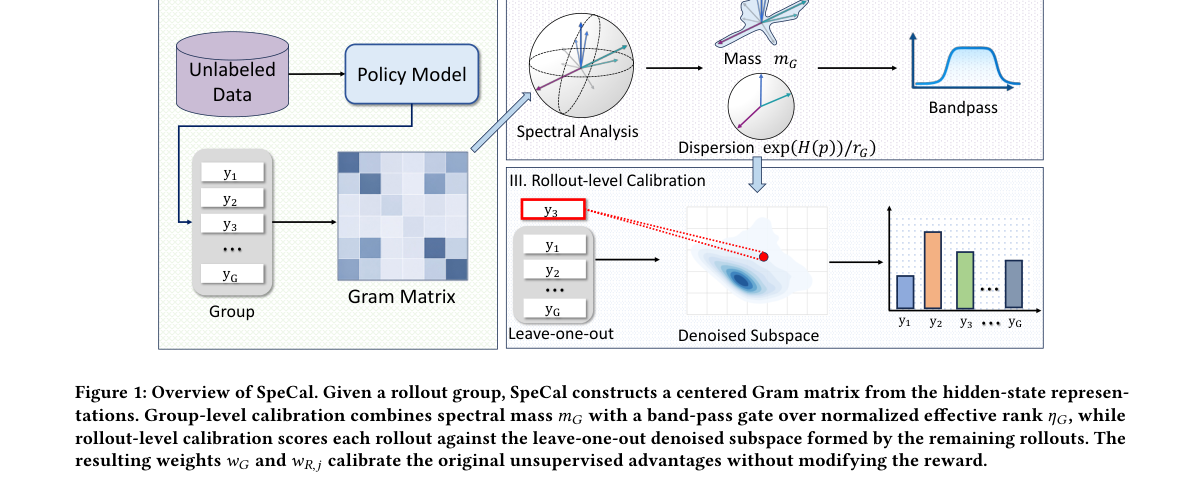 Unlabeled
Data
Policy Model
y1
y2
y3
...
yG
Group
Gram Matrix
Spectral Analysis
Mass mG
Dispersion exp(H(p))/rG)
Bandpass
III. Rollout-level Calibration
y3
y1
y2
...
yG
Leave-one-out
Denoised Subspace
y1 y2 y3 ... yG
...
Figure 1: Overview of SpeCal. Given a rollout group, SpeCal constructs a centered Gram matrix from the hidden-state represen-
tations. Group-level calibration combines spectral mass mG with a band-pass gate over normalized effective rank ηG, while
rollout-level calibration scores each rollout against the leave-one-out denoised subspace formed by the remaining rollouts. The
resulting weights wG and wR,j calibrate the original unsupervised advantages without modifying the reward.